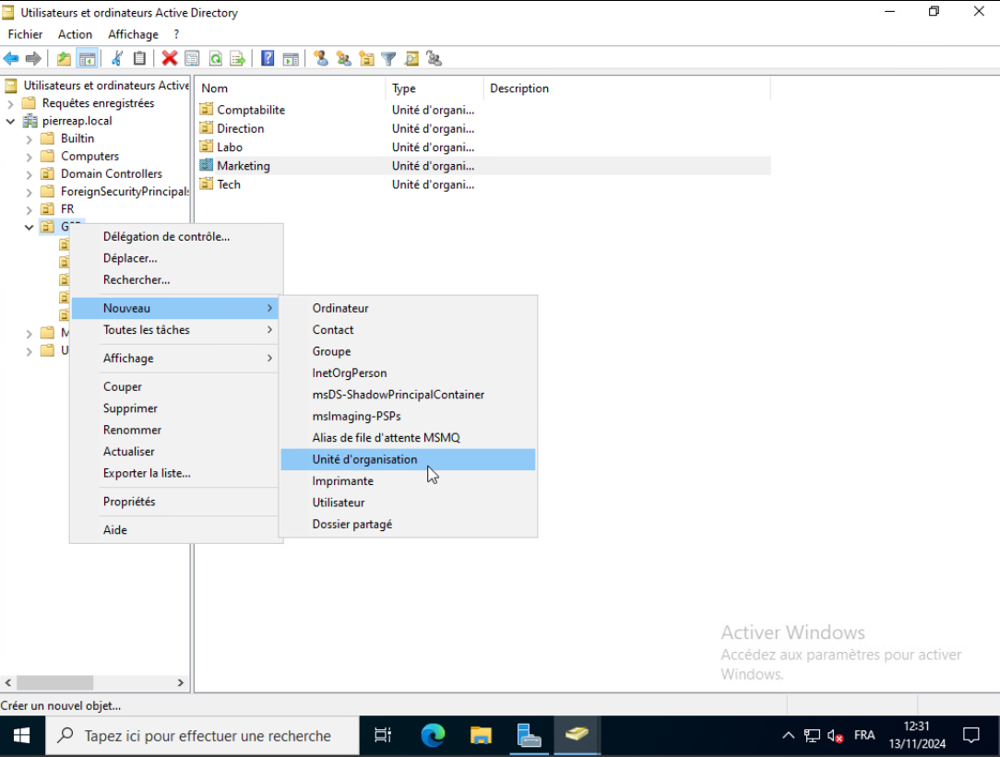 Utilisateurs et ordinateurs Active Directory
Fichier Action Affichage ?
Utilisateurs et ordinateurs Active
Requêtes enregistrées
pierreap.local
Builtin
Computers
Domain Controllers
ForeignSecurityPrincipals
FR
Nom Type Description
Comptabilite Unité d'organi...
Direction Unité d'organi...
Labo Unité d'organi...
Marketing Unité d'organi...
Tech Unité d'organi...
Délégation de contrôle...
Déplacer...
Rechercher...
Nouveau
Toutes les tâches
Affichage
Couper
Supprimer
Renommer
Actualiser
Exporter la liste...
Propriétés
Aide
Ordinateur
Contact
Groupe
InetOrgPerson
msDS-ShadowPrincipalContainer
msImaging-PSPs
Alias de file d'attente MSMQ
Unité d'organisation
Imprimante
Utilisateur
Dossier partagé
Activer Windows
Accédez aux paramètres pour activer
Windows.
Créer un nouvel objet...
Tapez ici pour effectuer une recherche
FRA
12:31
13/11/2024